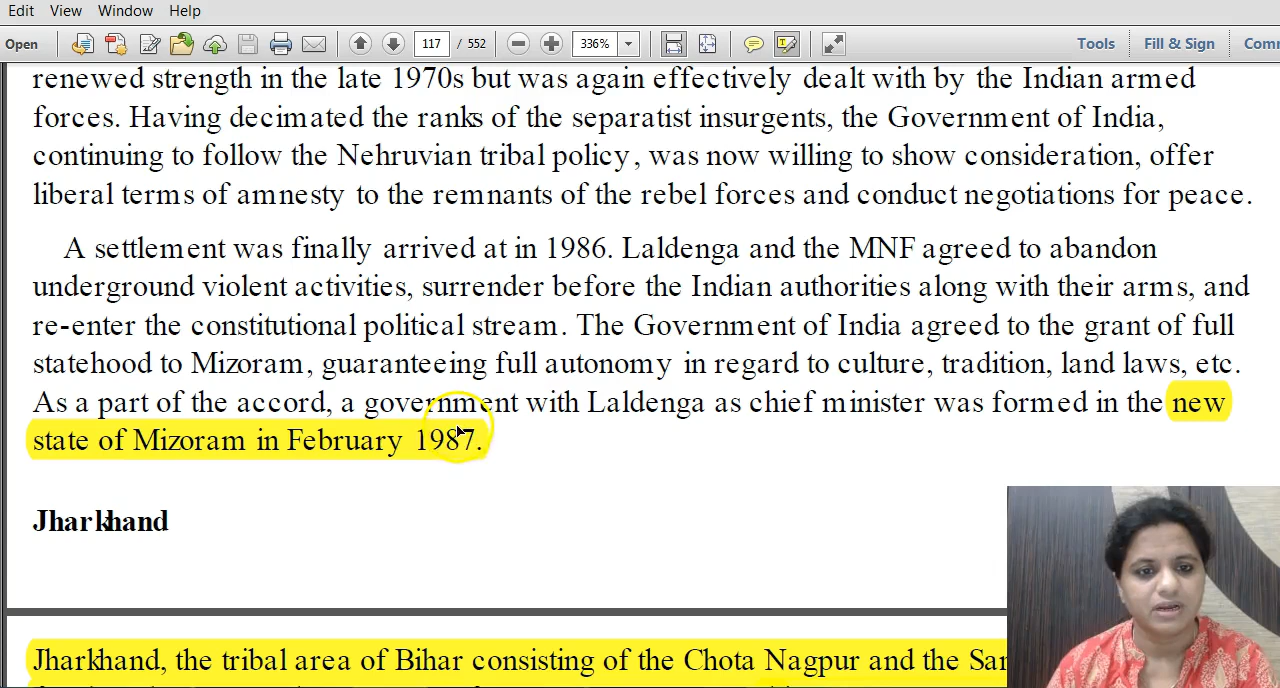 Edit View Window Help
Open 117 / 552 336% Tools Fill & Sign
renewed strength in the late 1970s but was again effectively dealt with by the Indian armed
forces. Having decimated the ranks of the separatist insurgents, the Government of India,
continuing to follow the Nehruvian tribal policy, was now willing to show consideration, offer
liberal terms of amnesty to the remnants of the rebel forces and conduct negotiations for peace.
A settlement was finally arrived at in 1986. Laldenga and the MNF agreed to abandon
underground violent activities, surrender before the Indian authorities along with their arms, and
re-enter the constitutional political stream. The Government of India agreed to the grant of full
statehood to Mizoram, guaranteeing full autonomy in regard to culture, tradition, land laws, etc.
As a part of the accord, a government with Laldenga as chief minister was formed in the new
state of Mizoram in February 1987.
Jharkhand
Jharkhand, the tribal area of Bihar consisting of the Chota Nagpur and the